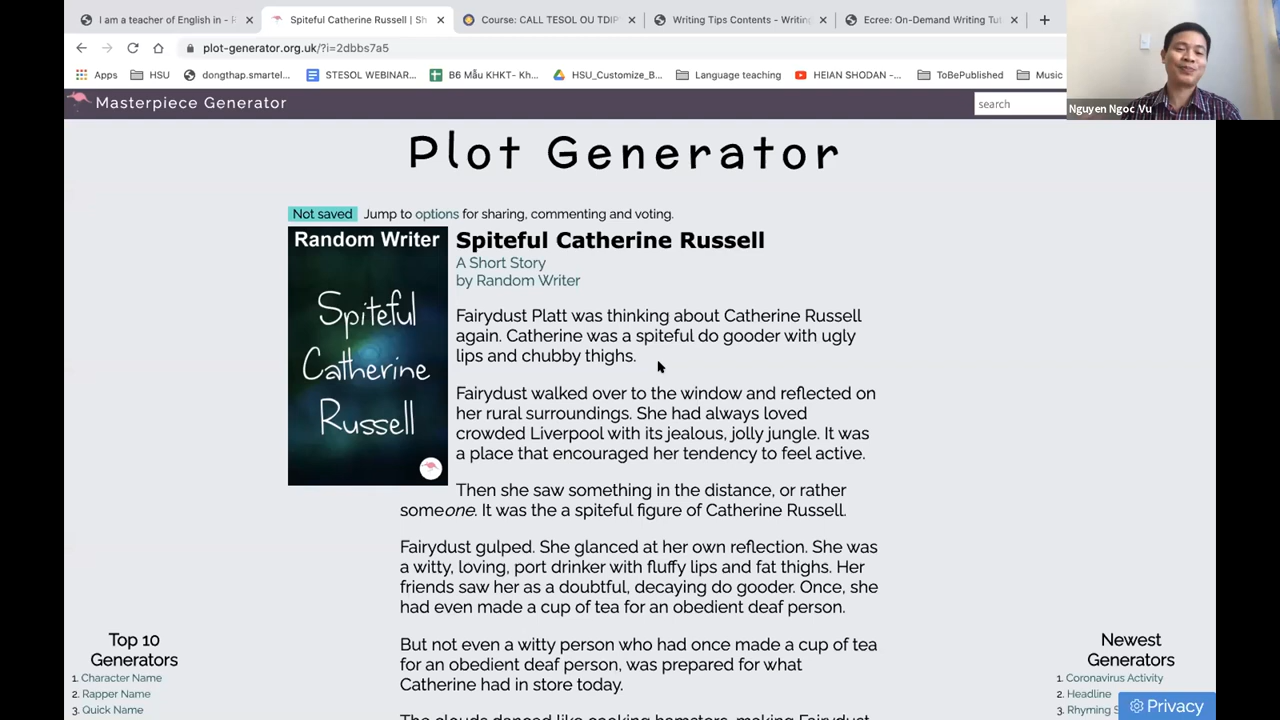 I am a teacher of English in -
Spiteful Catherine Russell | Sh
Course: CALL TESOL OU TDIP
Writing Tips Contents - Writing
Ecree: On-Demand Writing Tut
plot-generator.org.uk/?i=2dbbs7a5
Apps
HSU
dongthap.smartel...
STESOL WEBINAR...
B6 Mẫu KHKT- Kh...
HSU_Customize_B...
Language teaching
HEIAN SHODAN -...
ToBePublished
Music
Nguyen Ngoc Vu
Masterpiece Generator
search
Plot Generator
Not saved Jump to options for sharing, commenting and voting.
Random Writer
Spiteful
Catherine
Russell
Spiteful Catherine Russell
A Short Story
by Random Writer
Fairydust Platt was thinking about Catherine Russell
again. Catherine was a spiteful do gooder with ugly
lips and chubby thighs.
Fairydust walked over to the window and reflected on
her rural surroundings. She had always loved
crowded Liverpool with its jealous, jolly jungle. It was
a place that encouraged her tendency to feel active.
Then she saw something in the distance, or rather
someone. It was the a spiteful figure of Catherine Russell.
Fairydust gulped. She glanced at her own reflection. She was
a witty, loving, port drinker with fluffy lips and fat thighs. Her
friends saw her as a doubtful, decaying do gooder. Once, she
had even made a cup of tea for an obedient deaf person.
But not even a witty person who had once made a cup of tea
for an obedient deaf person, was prepared for what
Catherine had in store today.
The clouds danced like cooking hamsters, making Fairydust
Top 10
Generators
1. Character Name
2. Rapper Name
3. Quick Name
Newest
Generators
1. Coronavirus Activity
2. Headline
3. Rhyming S
Privacy